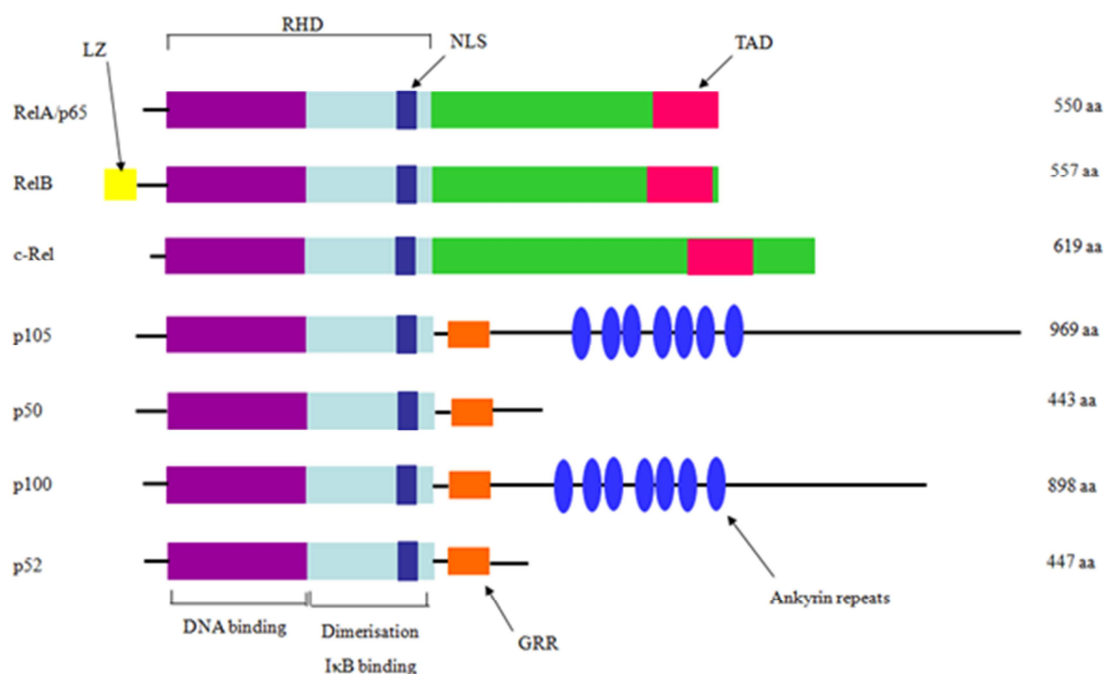 RHD
LZ
NLS
TAD
RelA/p65
550 aa
RelB
557 aa
c-Rel
619 aa
p105
969 aa
p50
443 aa
p100
898 aa
p52
447 aa
Ankyrin repeats
DNA binding
Dimerisation
IκB binding
GRR